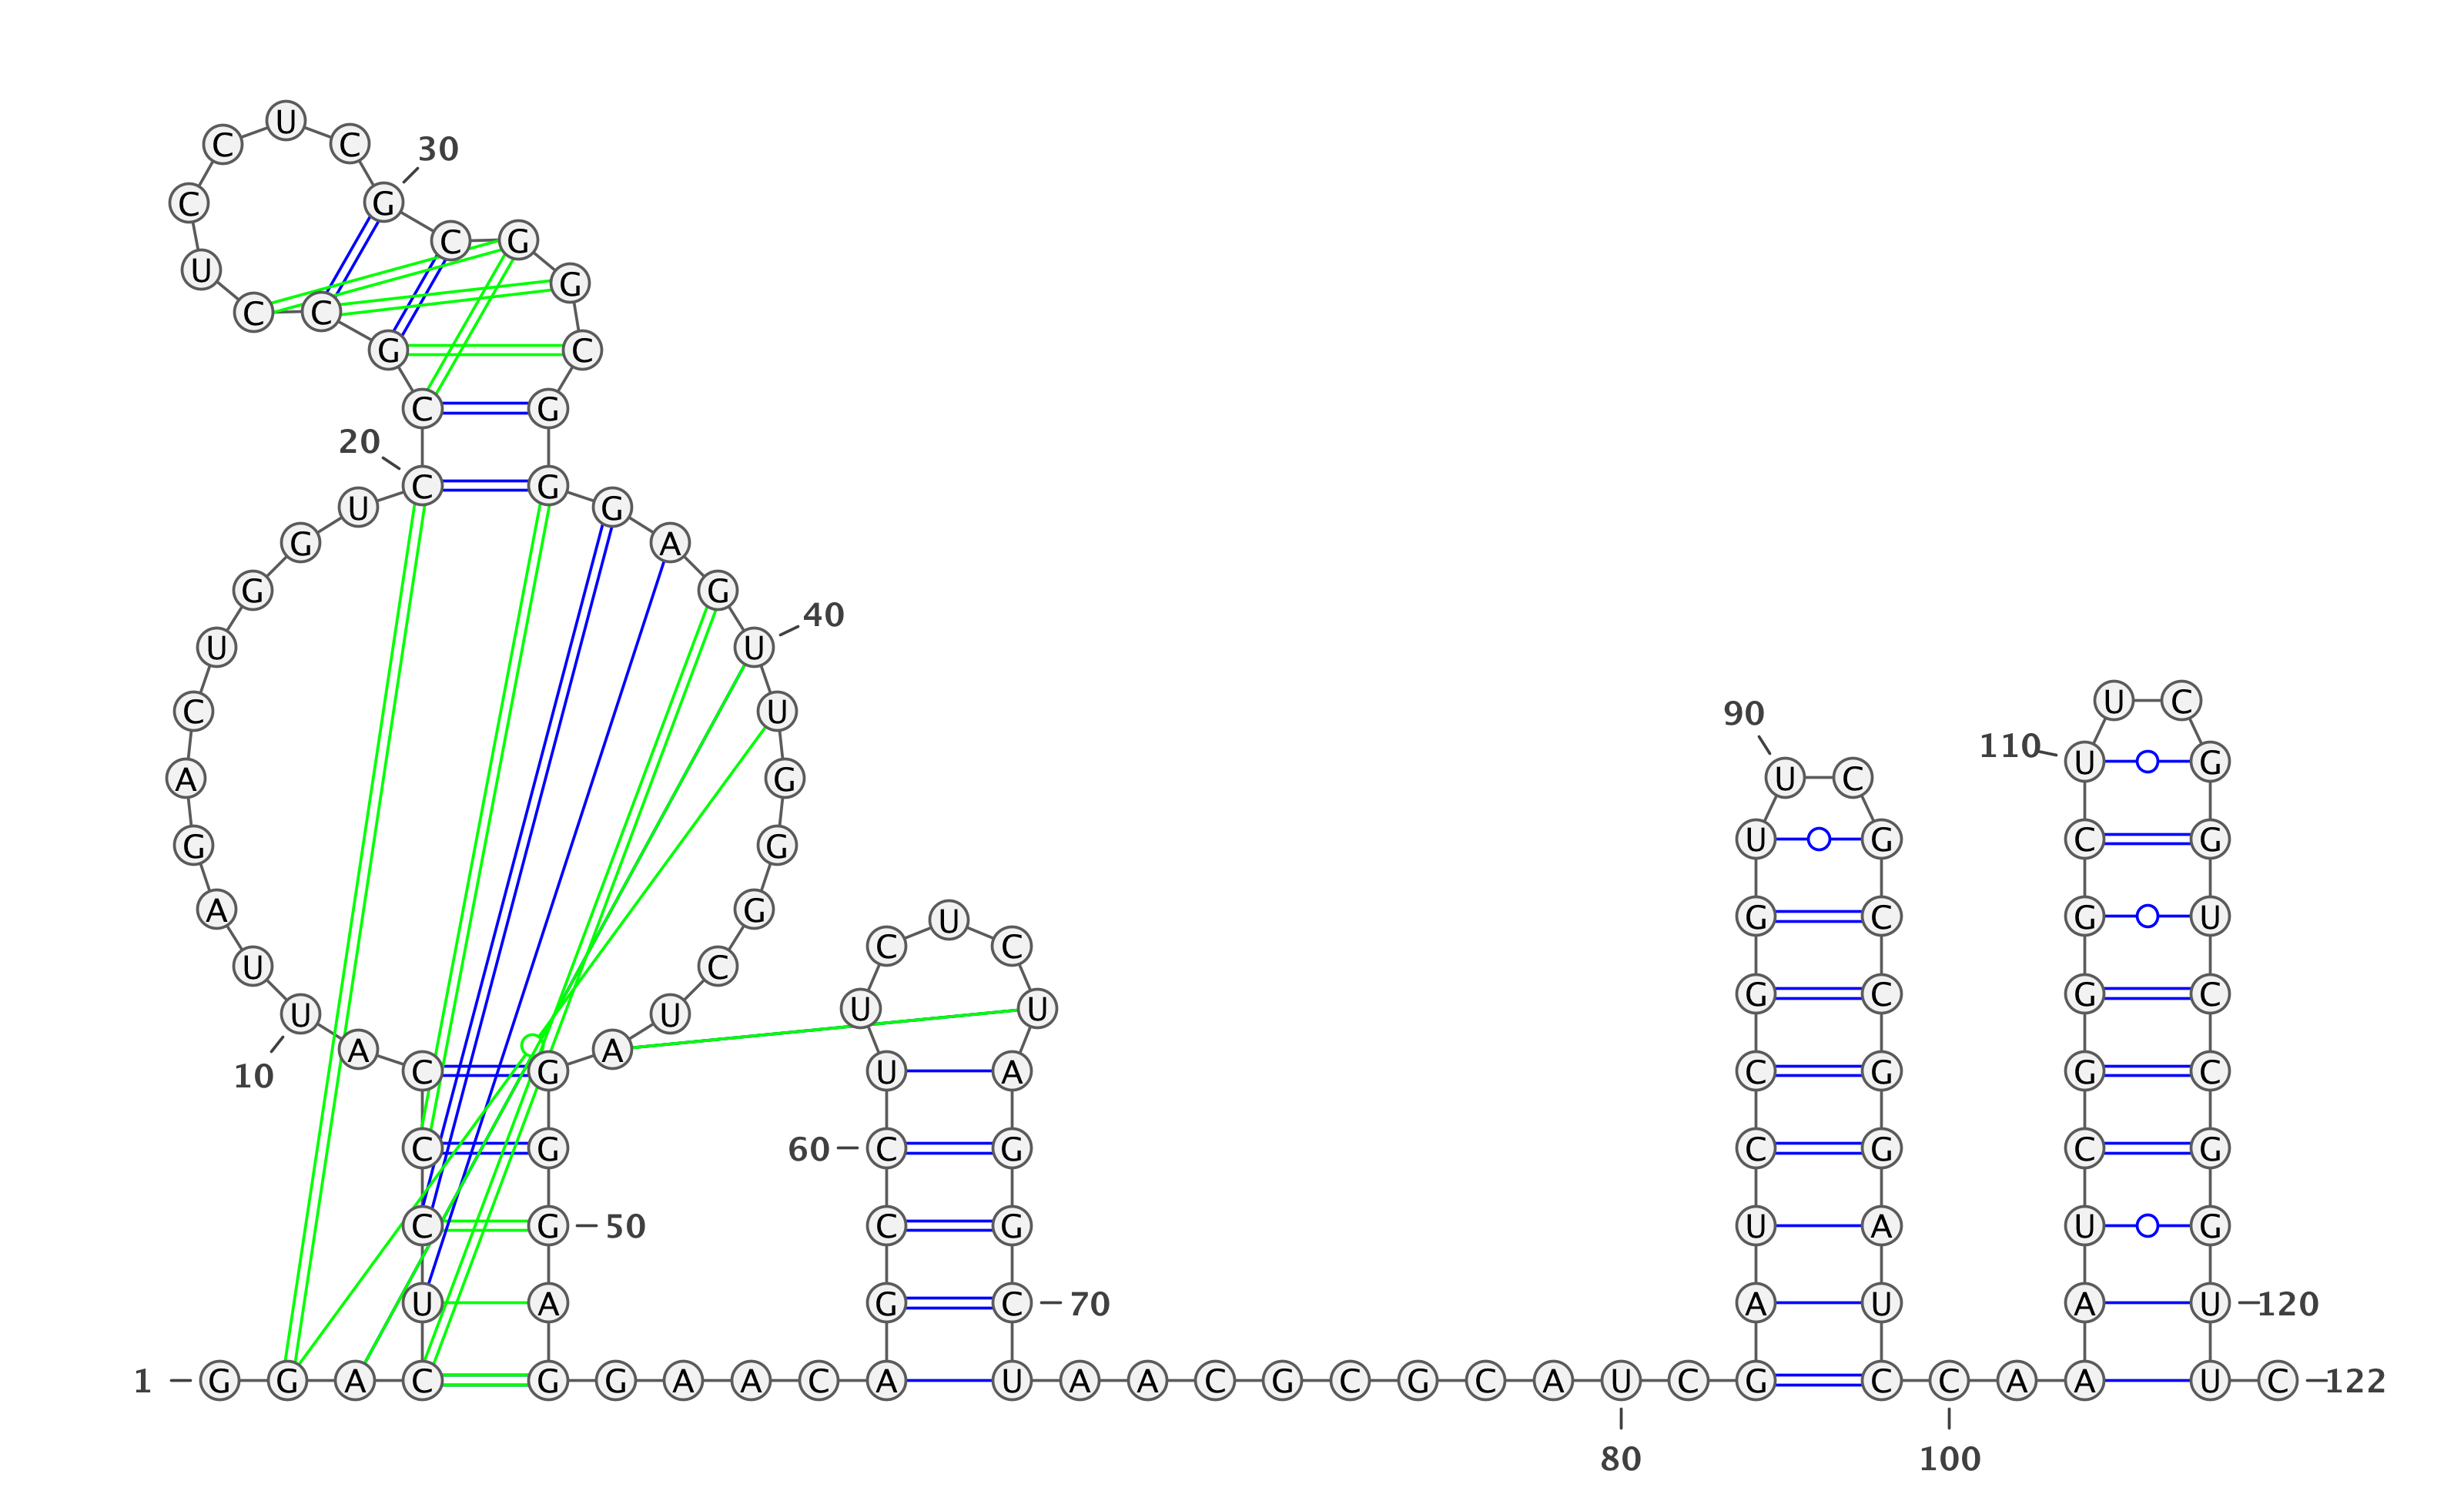 U
C C 30
C G
C G
U G
C C
G C
C G
20
C G
U G
G A
G G
40
U U
U C
C U 90
110 U G
A G U C
G G U G C G
A G U G C G U
C C
U C G C G C
U U
U U
A A
10 C G U A C G G C
C G 60 C G C G C G
C G 50 C G U A U G
U A G C 70 A U A U 120
1 G G A C G G A A C A U A A C G C G C A U C G C C A A U C 122
80 100